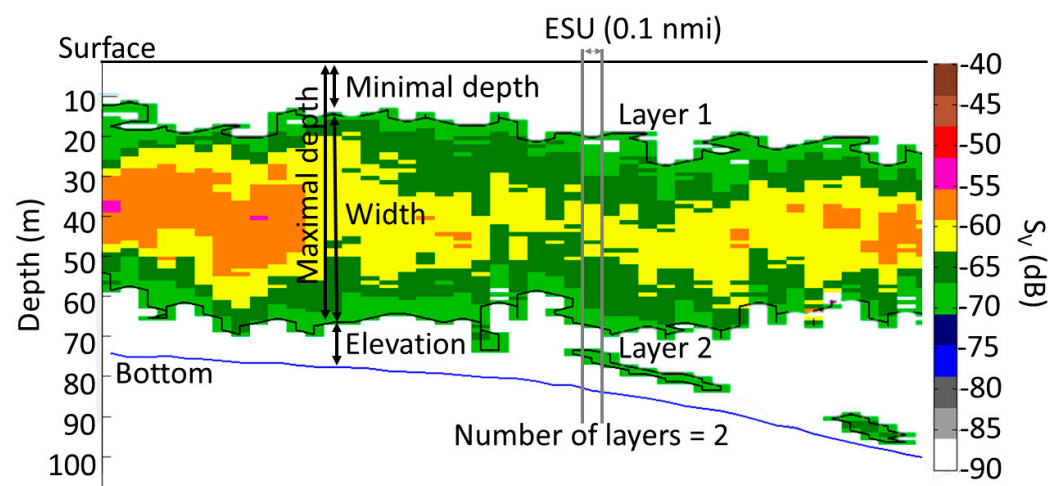 ESU (0.1 nmi)
Surface
Minimal depth
Maximal depth
Layer 1
Width
Elevation
Layer 2
Bottom
Number of layers = 2
Depth (m)
10
20
30
40
50
60
70
80
90
100
-40
-45
-50
-55
-60
-65
-70
-75
-80
-85
-90
Sv (dB)